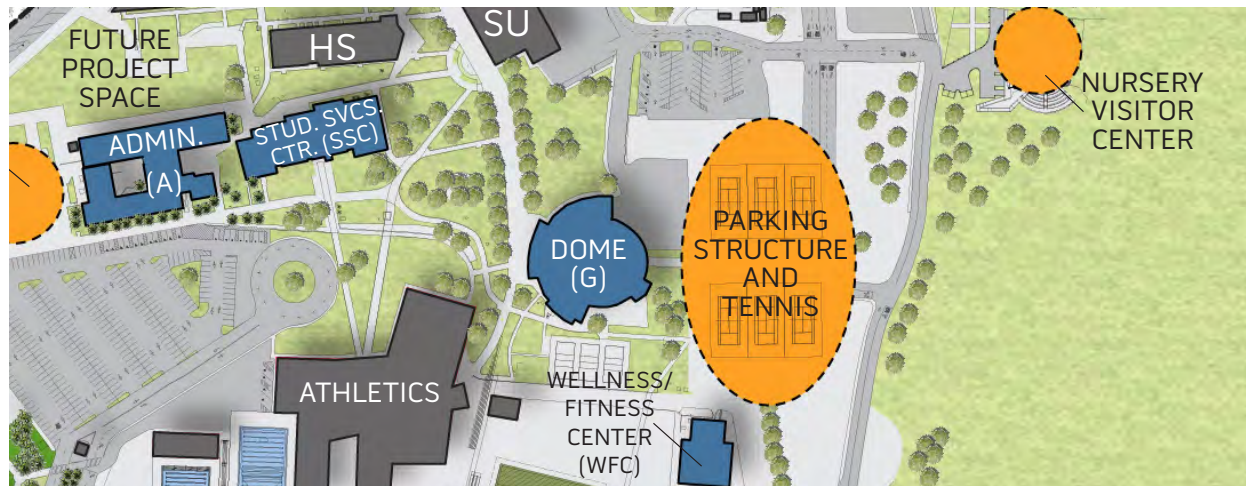 FUTURE
PROJECT
SPACE
HS
SU
NURSERY
VISITOR
CENTER
ADMIN.
(A)
STUD. SVCS.
CTR. (SSC)
DOME
(G)
PARKING
STRUCTURE
AND
TENNIS
ATHLETICS
WELLNESS/
FITNESS
CENTER
(WFC)